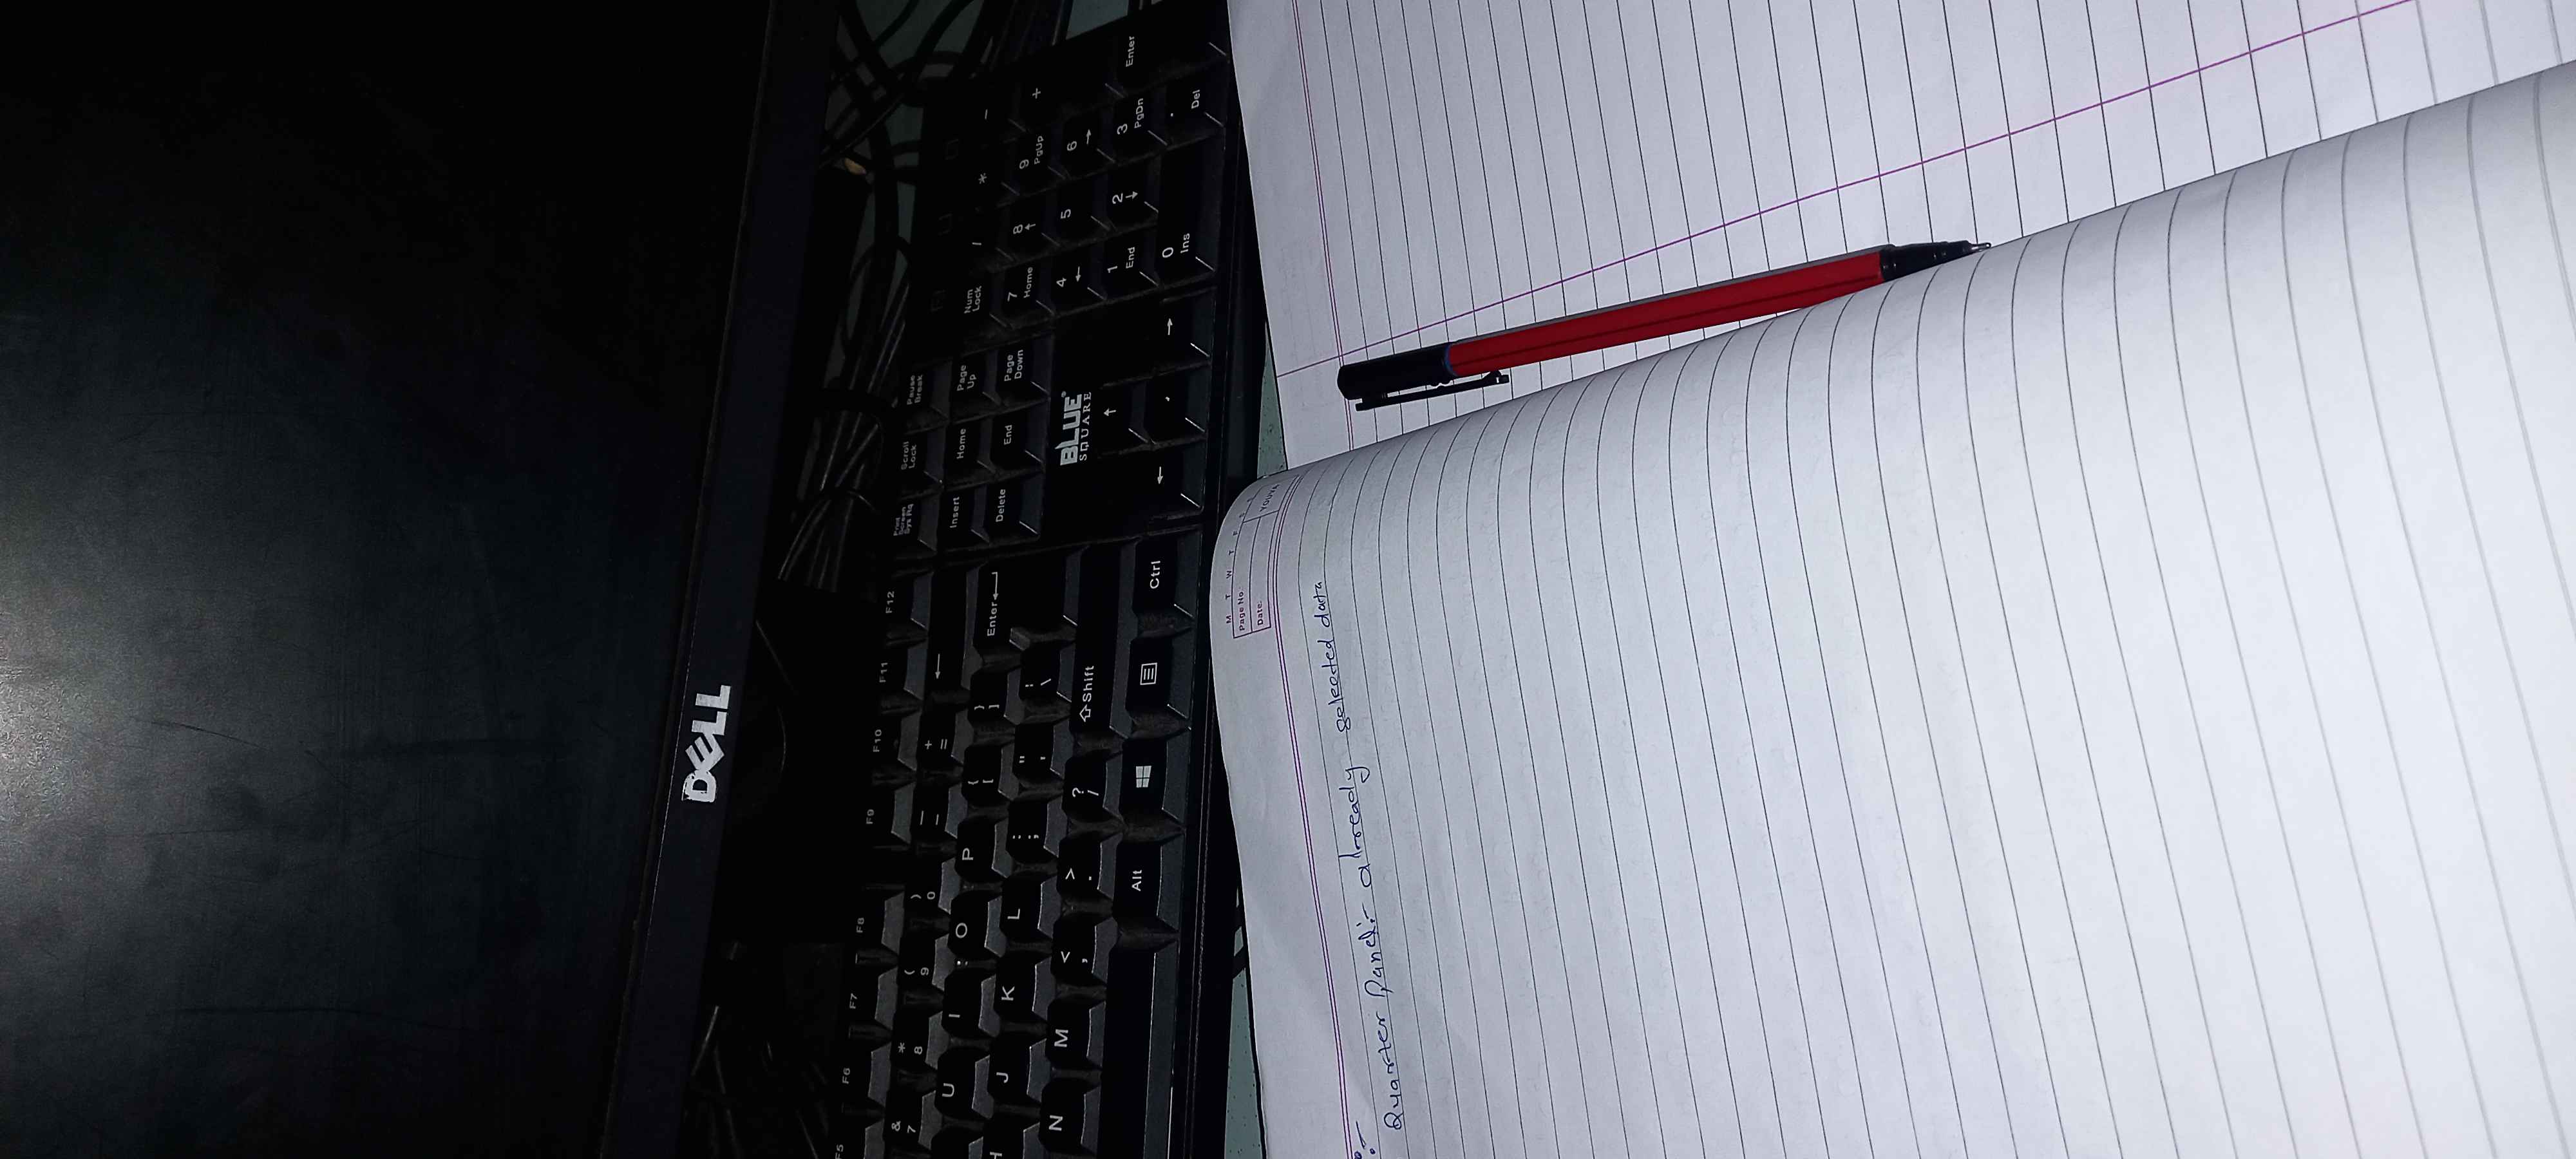 DELL
F5 F6 F7 F8 F9 F10 F11 F12 Print Screen Sys Rq Scroll Lock Pause Break
& 7 * 8 ( 9 ) 0 — - + = ← Insert Home Page Up Num Lock / * -
U I O P { [ } ] Enter Delete End Page Down 7 Home 8 ↑ 9 PgUp +
H J K L : ; " ' ¦ \ 4 ← 5 6 →
BLUE
SQUARE
N M < , > . ? / Shift ↑ 1 End 2 ↓ 3 PgDn Enter
Alt Ctrl ← → 0 Ins . Del
M T W T F S S
Page No.
Date:
YOUVA
Quarter Panel:- already selected data